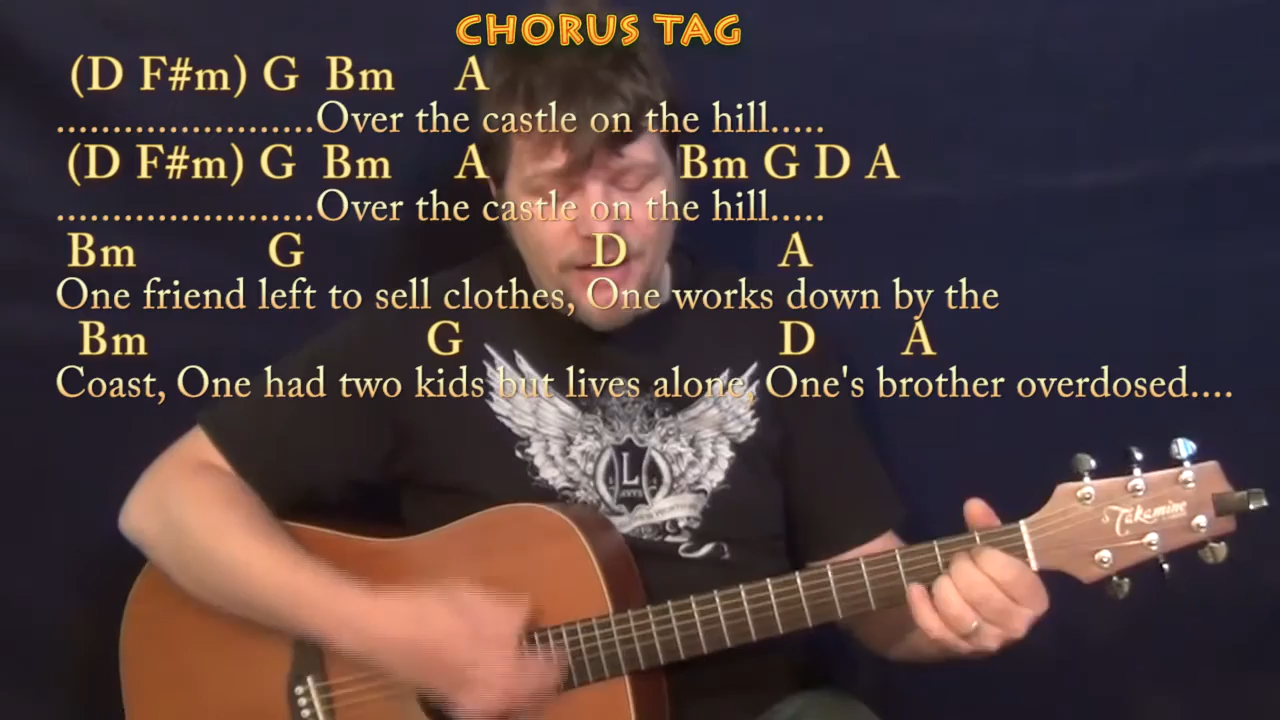 CHORUS TAG
(D F#m) G Bm A
.......................Over the castle on the hill.....
(D F#m) G Bm A Bm G D A
.......................Over the castle on the hill.....
Bm G D A
One friend left to sell clothes, One works down by the
Bm G D A
Coast, One had two kids but lives alone, One's brother overdosed....
L
Takamine